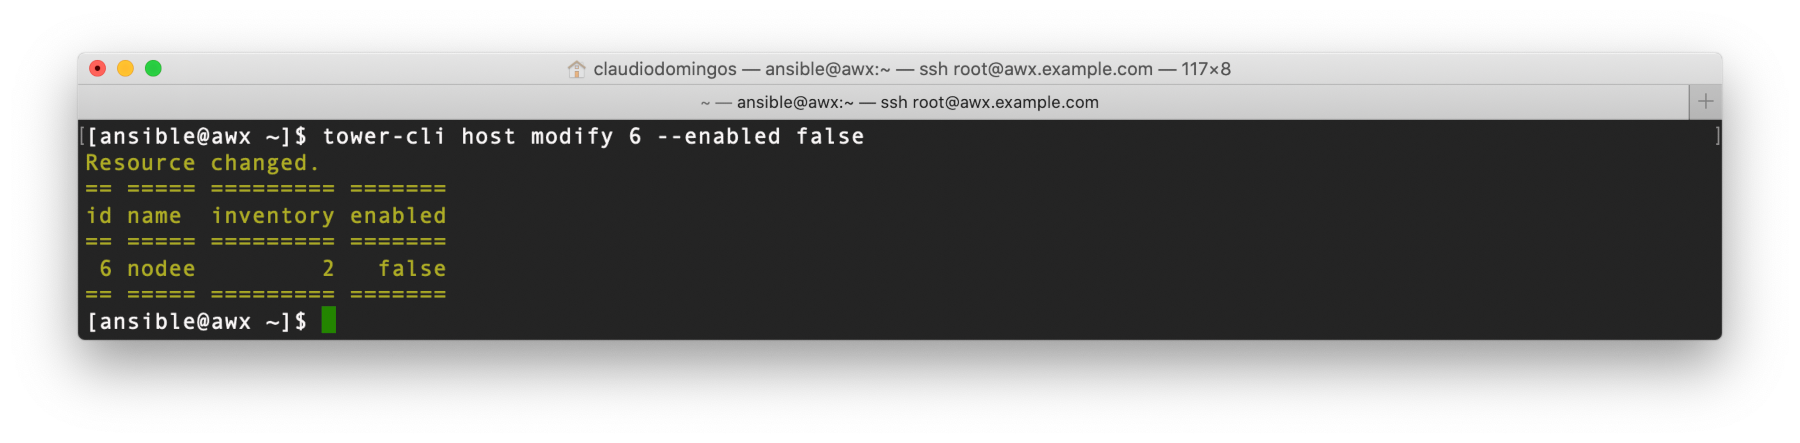 claudiodomingos — ansible@awx:~ — ssh root@awx.example.com — 117×8
~ — ansible@awx:~ — ssh root@awx.example.com
+
[[ansible@awx ~]$ tower-cli host modify 6 --enabled false ]
Resource changed.
== ===== ========= =======
id name  inventory enabled
== ===== ========= =======
 6 nodee         2   false
== ===== ========= =======
[ansible@awx ~]$